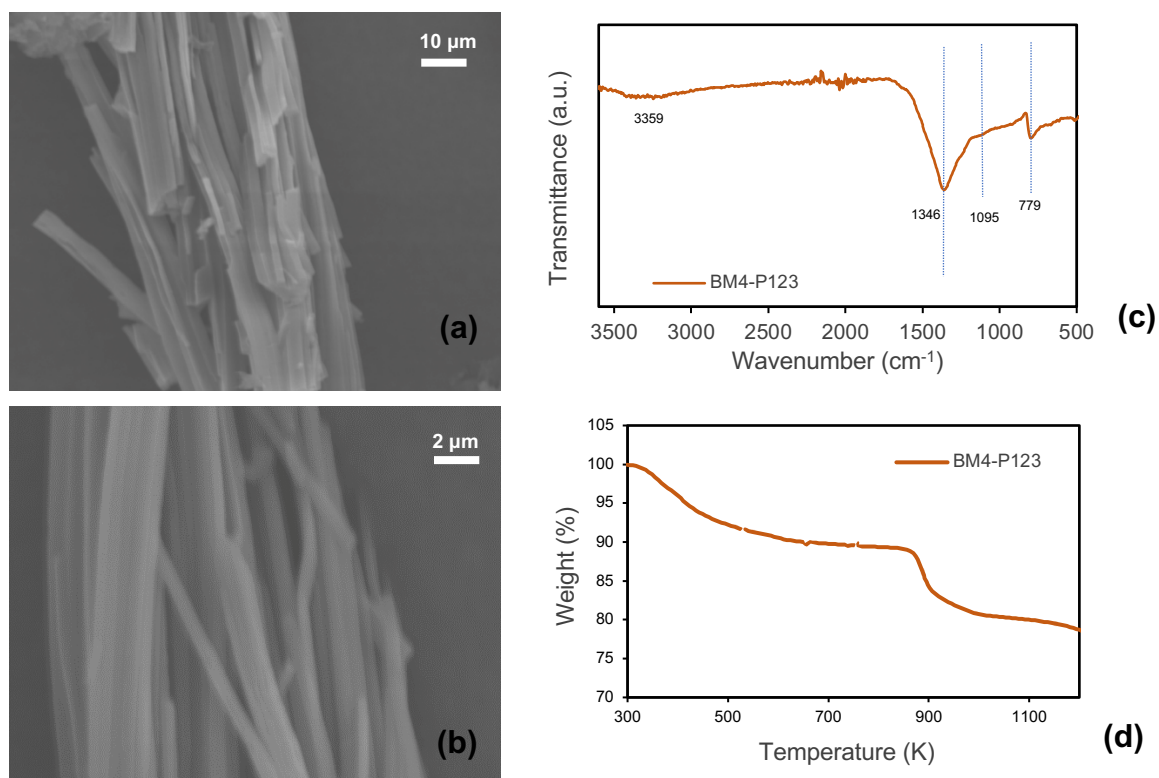 10 µm
(a)
2 µm
(b)
Transmittance (a.u.)
3359
1346
1095
779
BM4-P123
3500 3000 2500 2000 1500 1000 500
Wavenumber (cm⁻¹)
(c)
Weight (%)
105
100
95
90
85
80
75
70
BM4-P123
300 500 700 900 1100
Temperature (K)
(d)